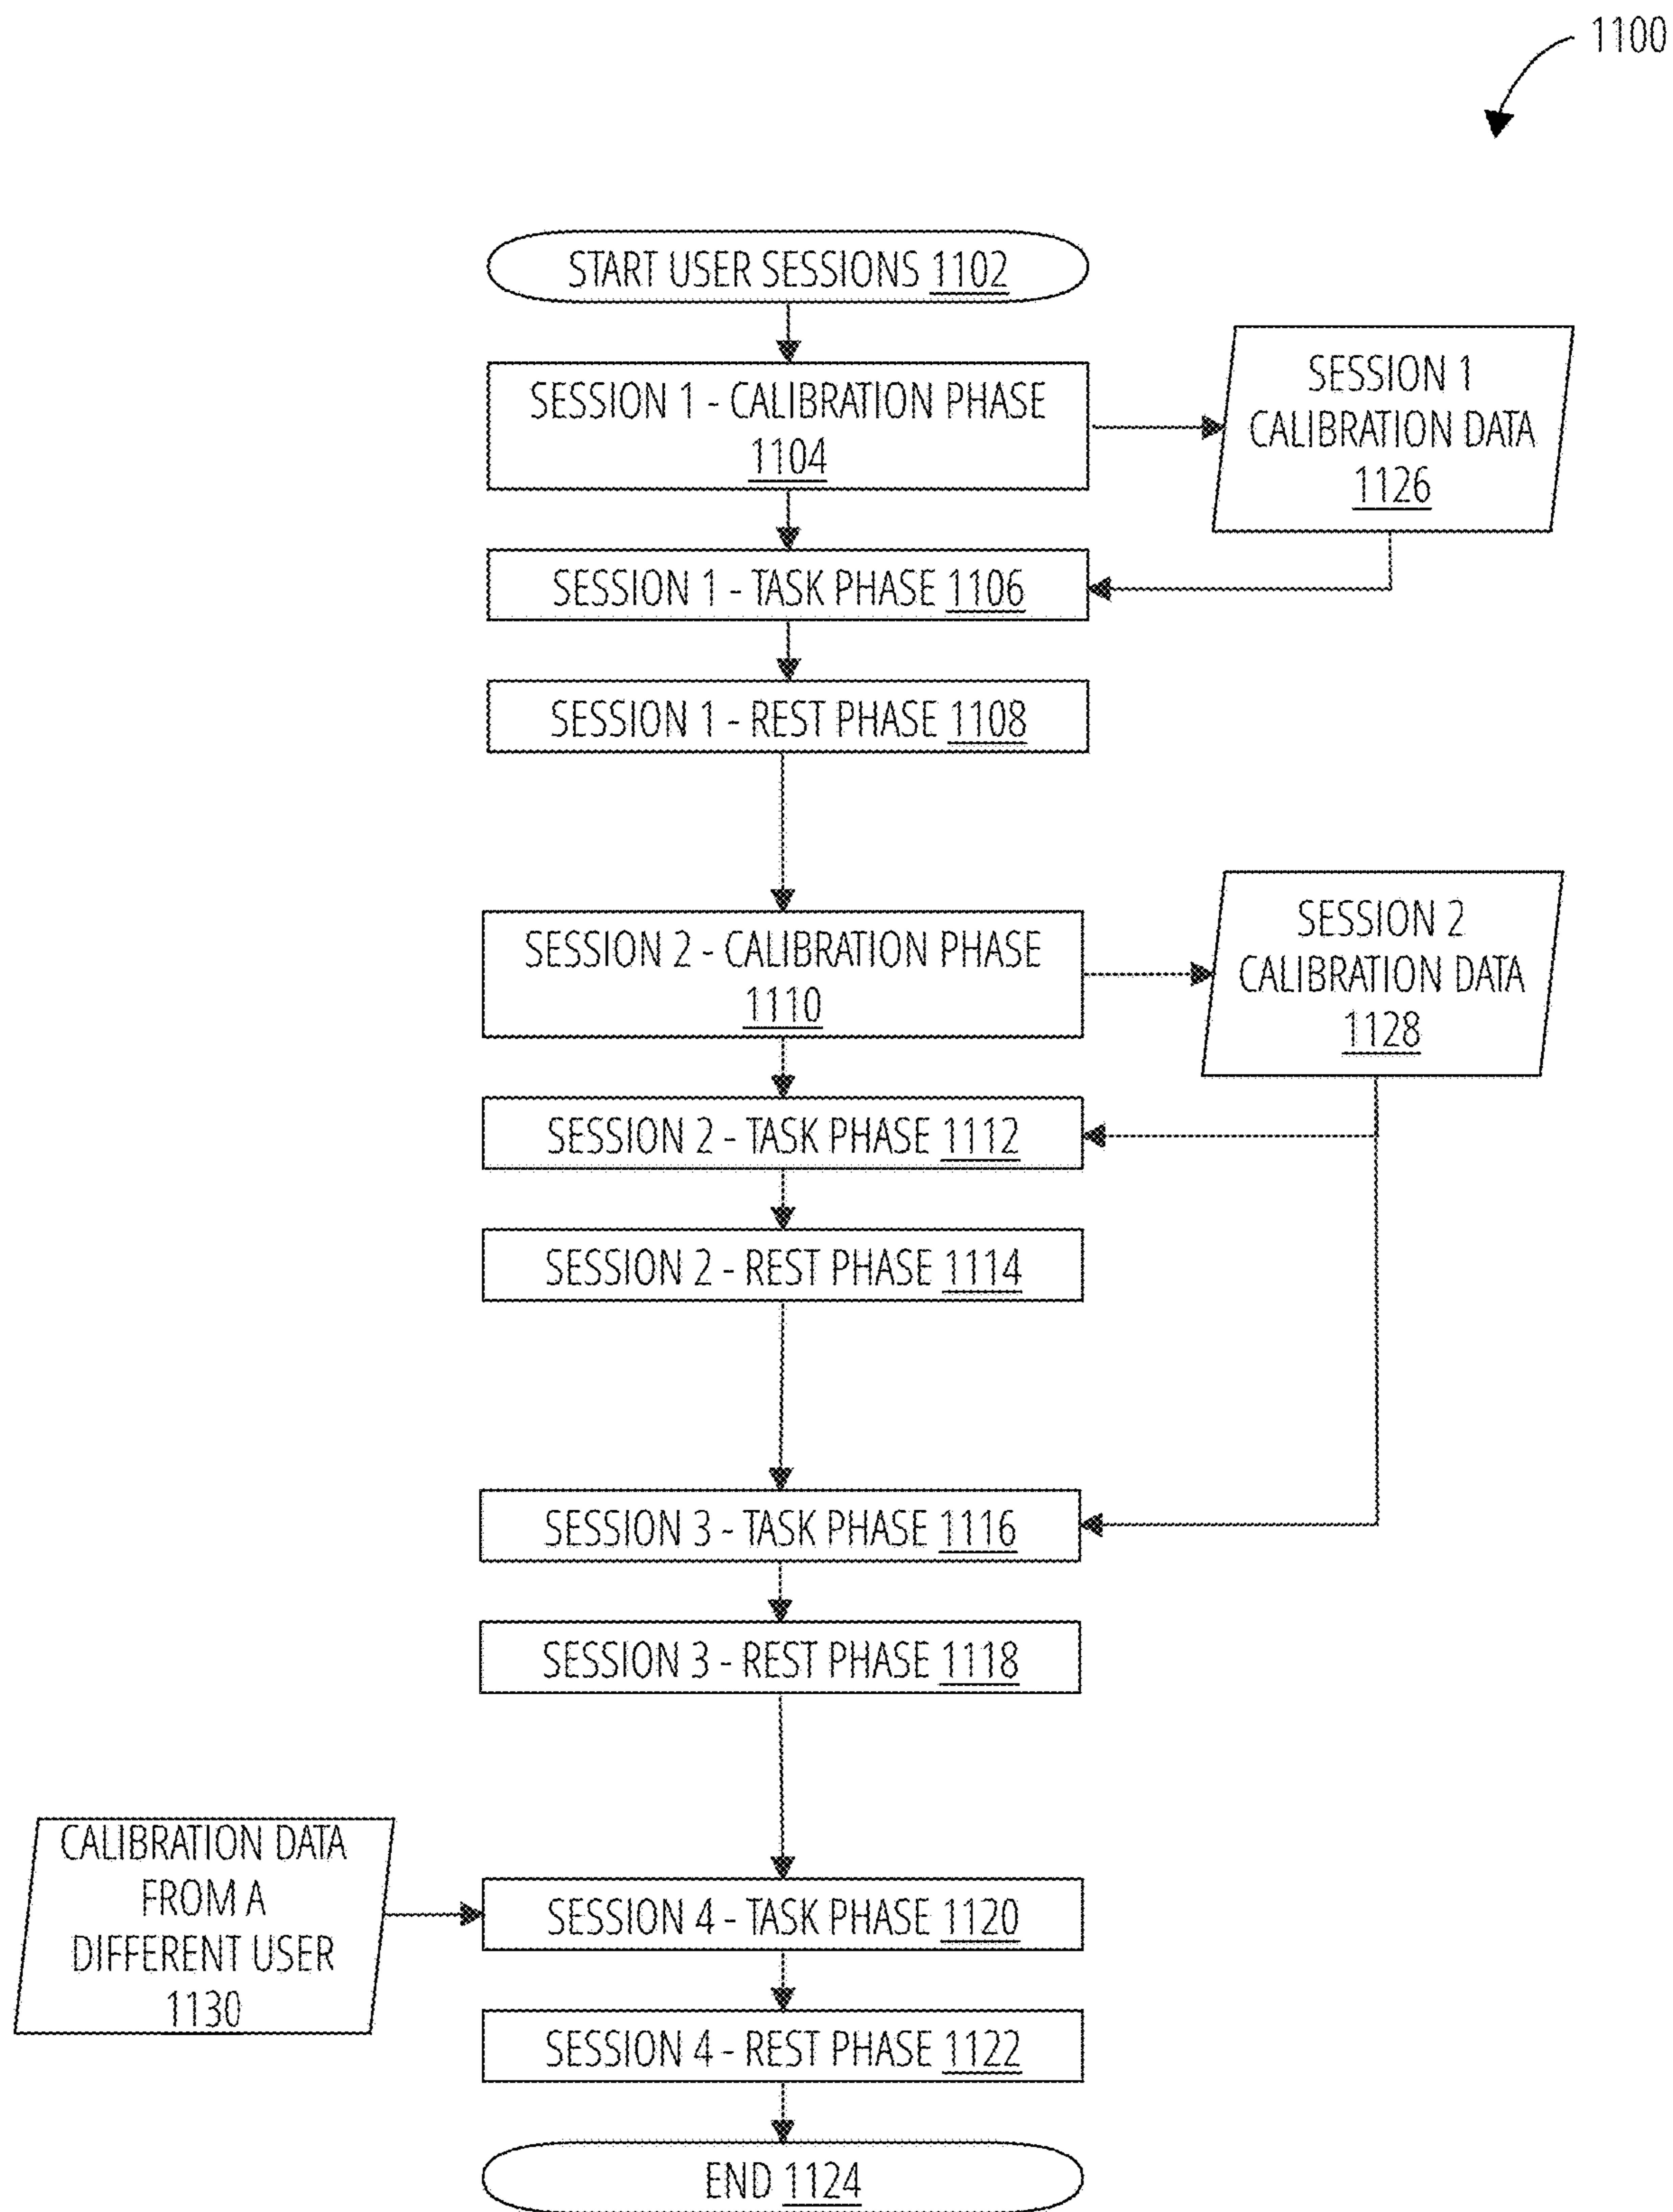 1100
START USER SESSIONS 1102
SESSION 1 - CALIBRATION PHASE
1104
SESSION 1
CALIBRATION DATA
1126
SESSION 1 - TASK PHASE 1106
SESSION 1 - REST PHASE 1108
SESSION 2 - CALIBRATION PHASE
1110
SESSION 2
CALIBRATION DATA
1128
SESSION 2 - TASK PHASE 1112
SESSION 2 - REST PHASE 1114
SESSION 3 - TASK PHASE 1116
SESSION 3 - REST PHASE 1118
CALIBRATION DATA
FROM A
DIFFERENT USER
1130
SESSION 4 - TASK PHASE 1120
SESSION 4 - REST PHASE 1122
END 1124